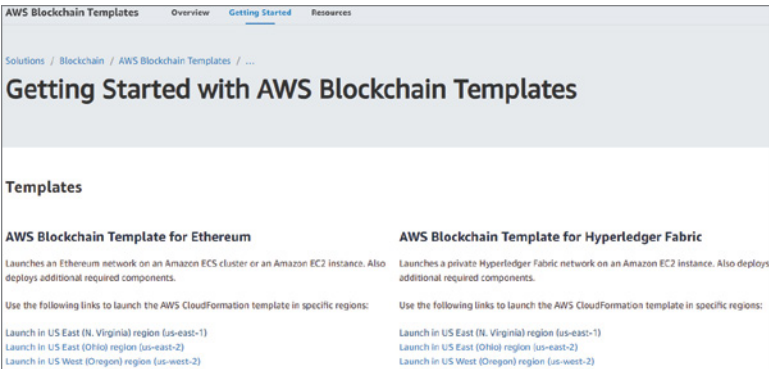 AWS Blockchain Templates Overview Getting Started Resources
Solutions / Blockchain / AWS Blockchain Templates / ...
Getting Started with AWS Blockchain Templates
Templates
AWS Blockchain Template for Ethereum
Launches an Ethereum network on an Amazon ECS cluster or an Amazon EC2 instance. Also
deploys additional required components.
Use the following links to launch the AWS CloudFormation template in specific regions:
Launch in US East (N. Virginia) region (us-east-1)
Launch in US East (Ohio) region (us-east-2)
Launch in US West (Oregon) region (us-west-2)
AWS Blockchain Template for Hyperledger Fabric
Launches a private Hyperledger Fabric network on an Amazon EC2 instance. Also deploys
additional required components.
Use the following links to launch the AWS CloudFormation template in specific regions:
Launch in US East (N. Virginia) region (us-east-1)
Launch in US East (Ohio) region (us-east-2)
Launch in US West (Oregon) region (us-west-2)